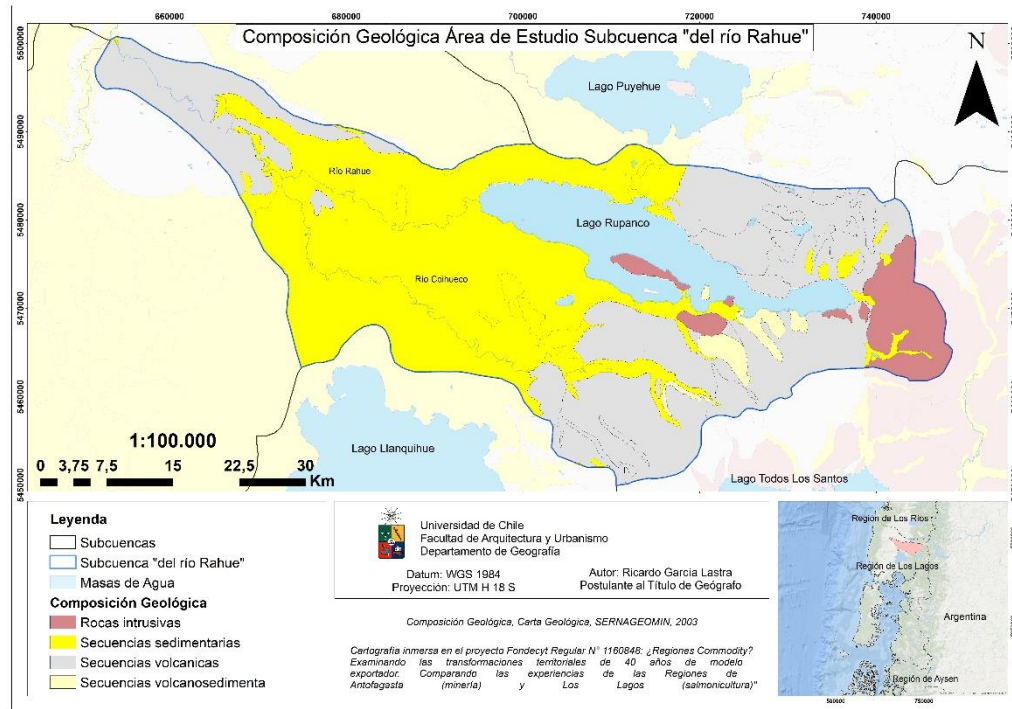 660000 680000 700000 720000 740000
Composición Geológica Área de Estudio Subcuenca "del río Rahue"
N
5500000
5490000
5480000
5470000
5460000
5450000
Lago Puyehue
Río Rahue
Lago Rupanco
Río Coihueco
Lago Llanquihue
Lago Todos Los Santos
1:100.000
0 3,75 7,5 15 22,5 30
Km
Leyenda
Subcuencas
Subcuenca "del río Rahue"
Masas de Agua
Composición Geológica
Rocas intrusivas
Secuencias sedimentarias
Secuencias volcanicas
Secuencias volcanosedimenta
Universidad de Chile
Facultad de Arquitectura y Urbanismo
Departamento de Geografía
Datum: WGS 1984
Proyección: UTM H 18 S
Autor: Ricardo García Lastra
Postulante al Título de Geógrafo
Composición Geológica, Carta Geológica, SERNAGEOMIN, 2003
Cartografía inmersa en el proyecto Fondecyt Regular N° 1160848: ¿Regiones Commodity?
Examinando las transformaciones territoriales de 40 años de modelo
exportador. Comparando las experiencias de las Regiones de
Antofagasta (minería) y Los Lagos (salmonicultura)"
Región de Los Ríos
Región de Los Lagos
Argentina
Región de Aysen
750000